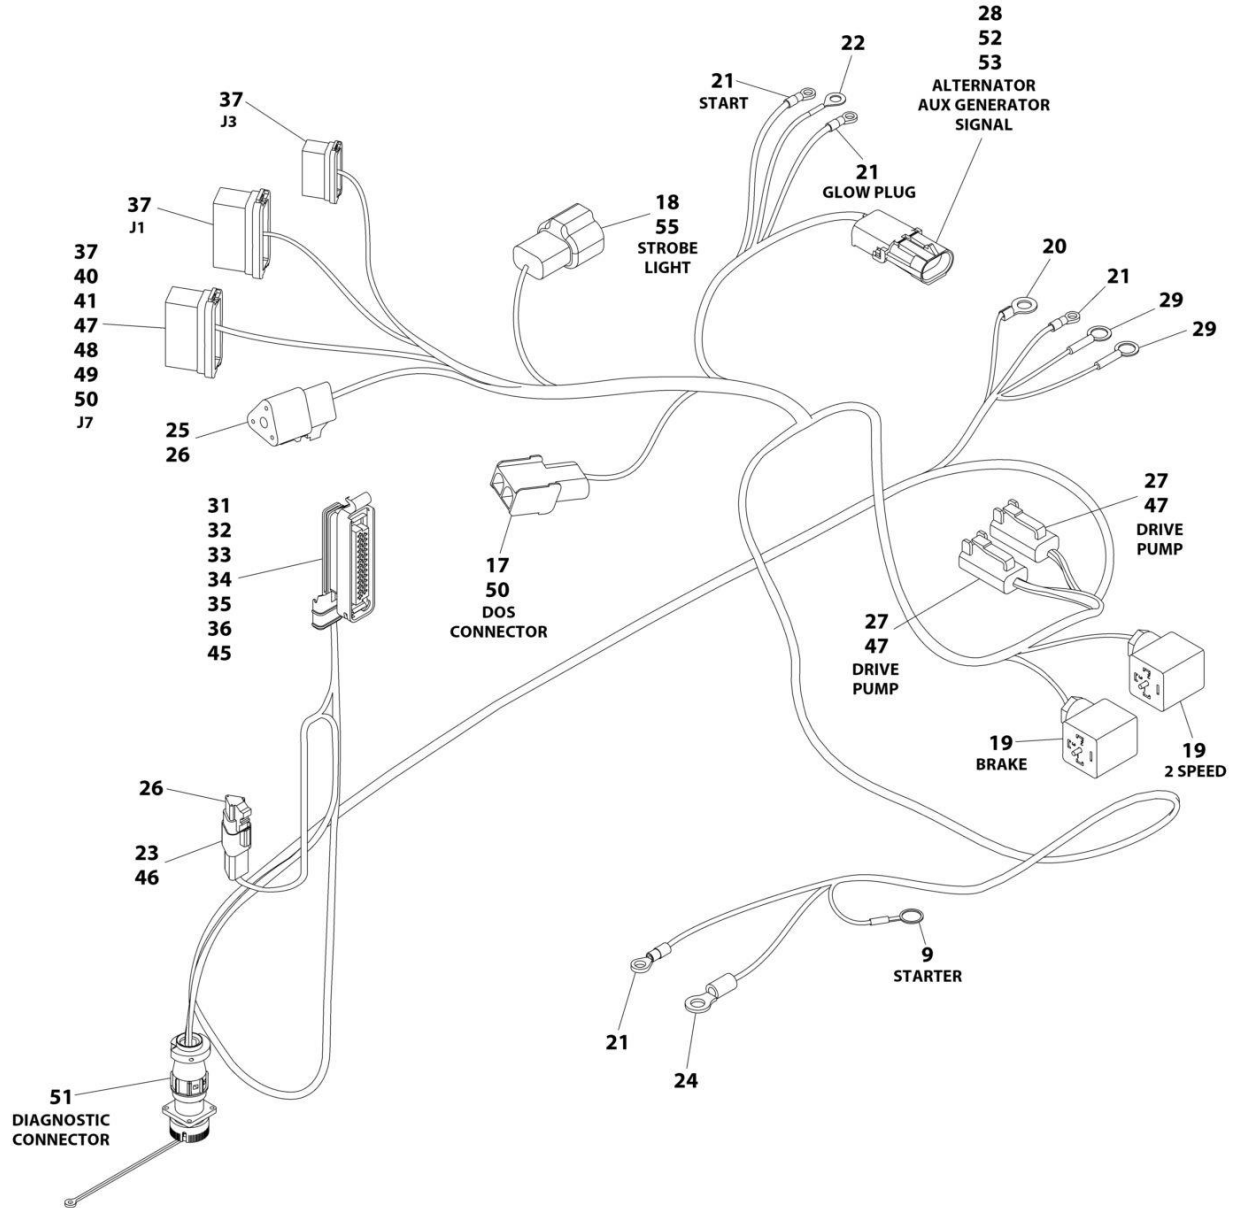 28
52
53
ALTERNATOR
AUX GENERATOR
SIGNAL
22
21
START
21
GLOW PLUG
37
J3
37
J1
18
55
STROBE
LIGHT
20
21
29
29
37
40
41
47
48
49
50
J7
25
26
17
50
DOS
CONNECTOR
27
47
DRIVE
PUMP
27
47
DRIVE
PUMP
31
32
33
34
35
36
45
19
BRAKE
19
2 SPEED
26
23
46
9
STARTER
21
24
51
DIAGNOSTIC
CONNECTOR